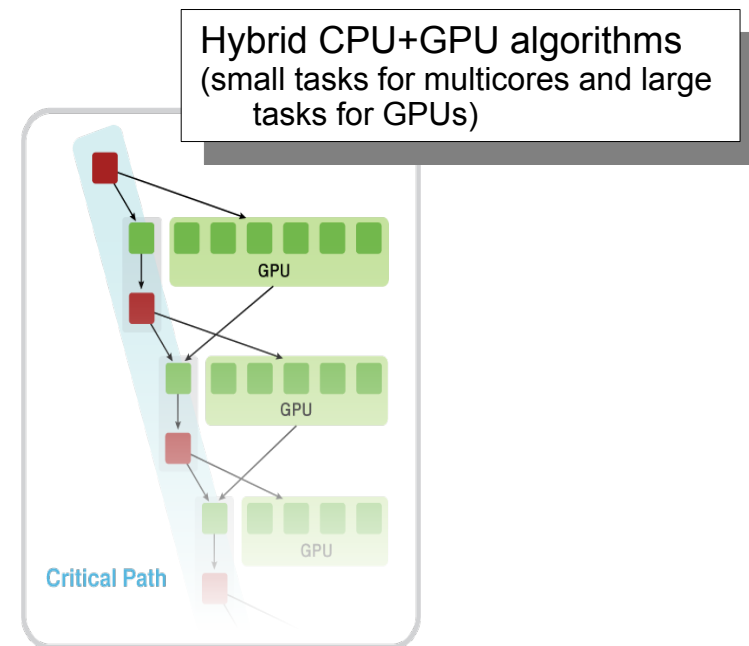 Hybrid CPU+GPU algorithms
(small tasks for multicores and large
tasks for GPUs)
GPU
GPU
GPU
Critical Path